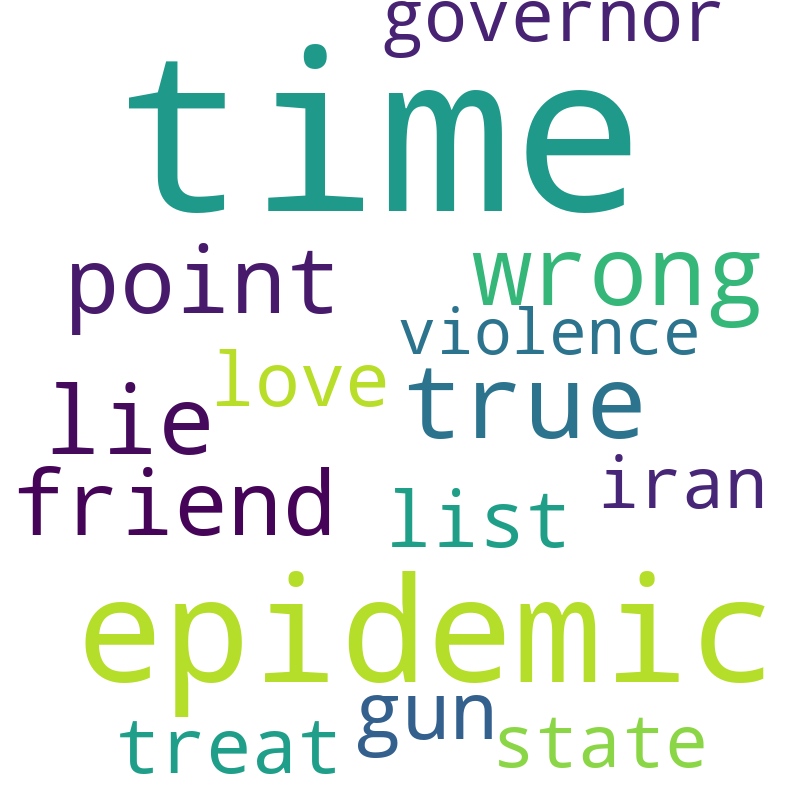 governor
time
point
wrong
violence
love
true
lie
friend
iran
list
epidemic
gun
treat
state